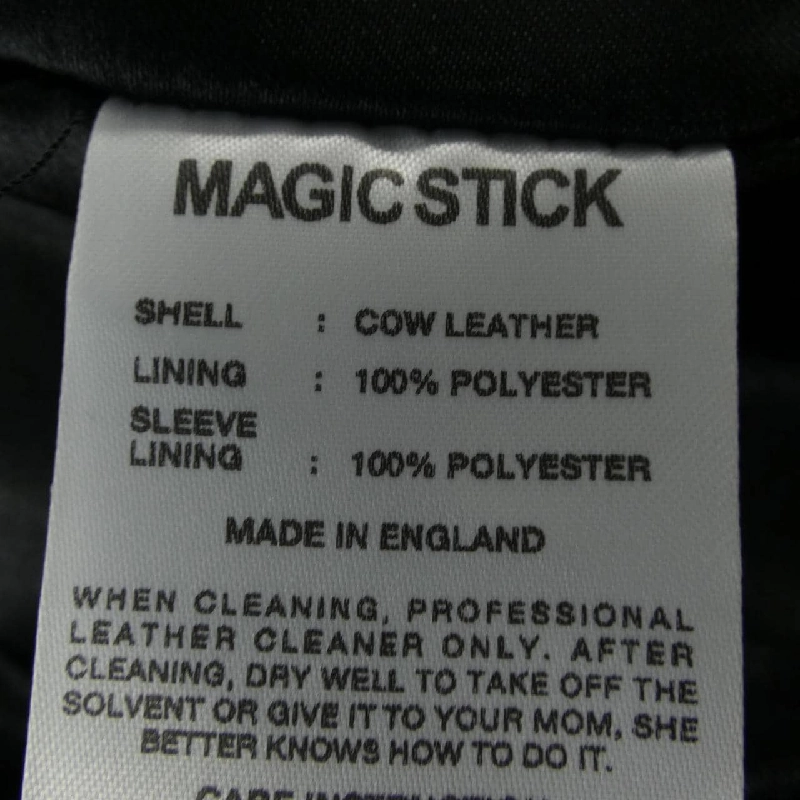 MAGIC STICK
SHELL : COW LEATHER
LINING : 100% POLYESTER
SLEEVE
LINING : 100% POLYESTER
MADE IN ENGLAND
WHEN CLEANING, PROFESSIONAL
LEATHER CLEANER ONLY. AFTER
CLEANING, DRY WELL TO TAKE OFF THE
SOLVENT OR GIVE IT TO YOUR MOM, SHE
BETTER KNOWS HOW TO DO IT.